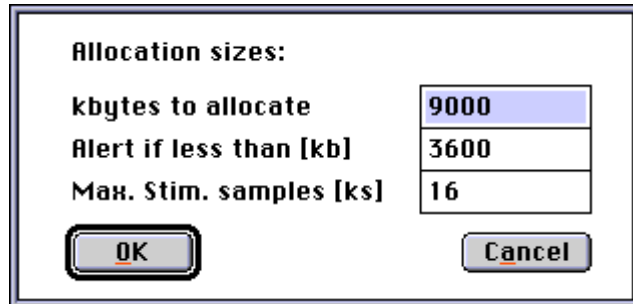 Allocation sizes:
kbytes to allocate 9000
Alert if less than [kb] 3600
Max. Stim. samples [ks] 16
OK Cancel